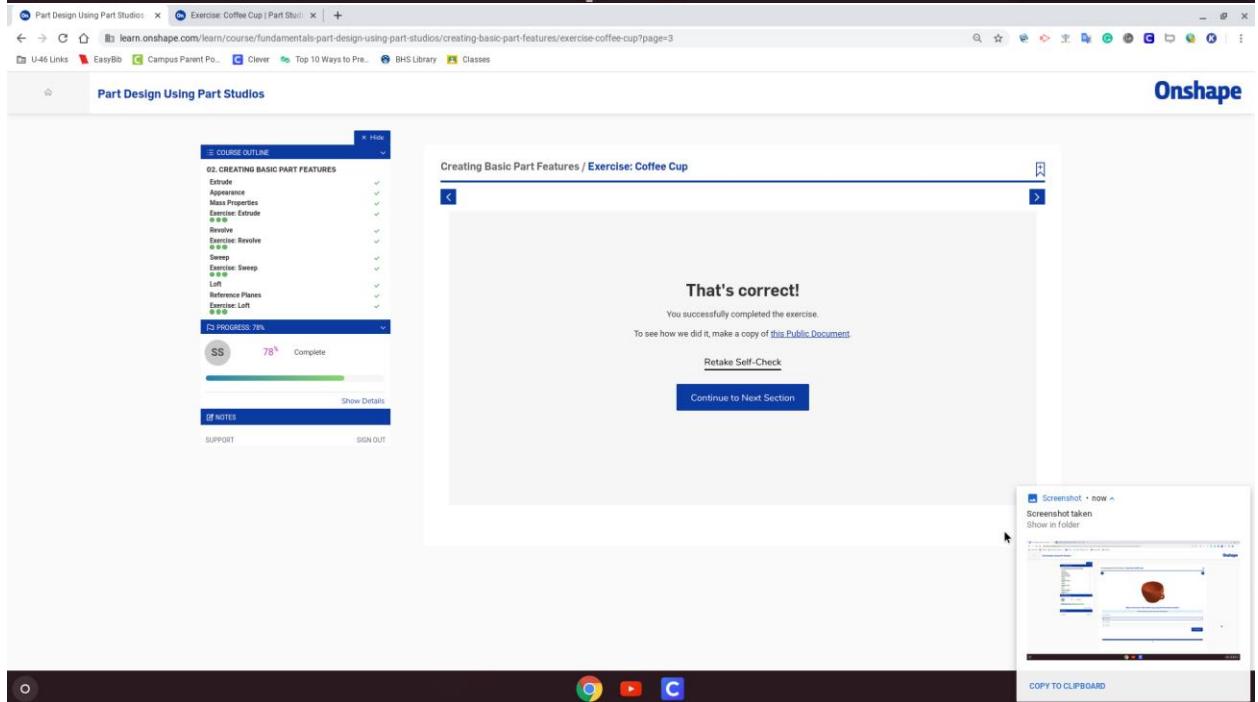 Part Design Using Part Studios
Exercise: Coffee Cup | Part Studi
learn.onshape.com/learn/course/fundamentals-part-design-using-part-studios/creating-basic-part-features/exercise-coffee-cup?page=3
U-46 Links EasyBib Campus Parent Po... Clever Top 10 Ways to Pre... BHS Library Classes
Part Design Using Part Studios
Onshape
× Hide
COURSE OUTLINE
02. CREATING BASIC PART FEATURES
Extrude
Appearance
Mass Properties
Exercise: Extrude
Revolve
Exercise: Revolve
Sweep
Exercise: Sweep
Loft
Reference Planes
Exercise: Loft
PROGRESS: 78%
SS 78% Complete
Show Details
NOTES
SUPPORT SIGN OUT
Creating Basic Part Features / Exercise: Coffee Cup
That's correct!
You successfully completed the exercise.
To see how we did it, make a copy of this Public Document.
Retake Self-Check
Continue to Next Section
Screenshot • now
Screenshot taken
Show in folder
COPY TO CLIPBOARD